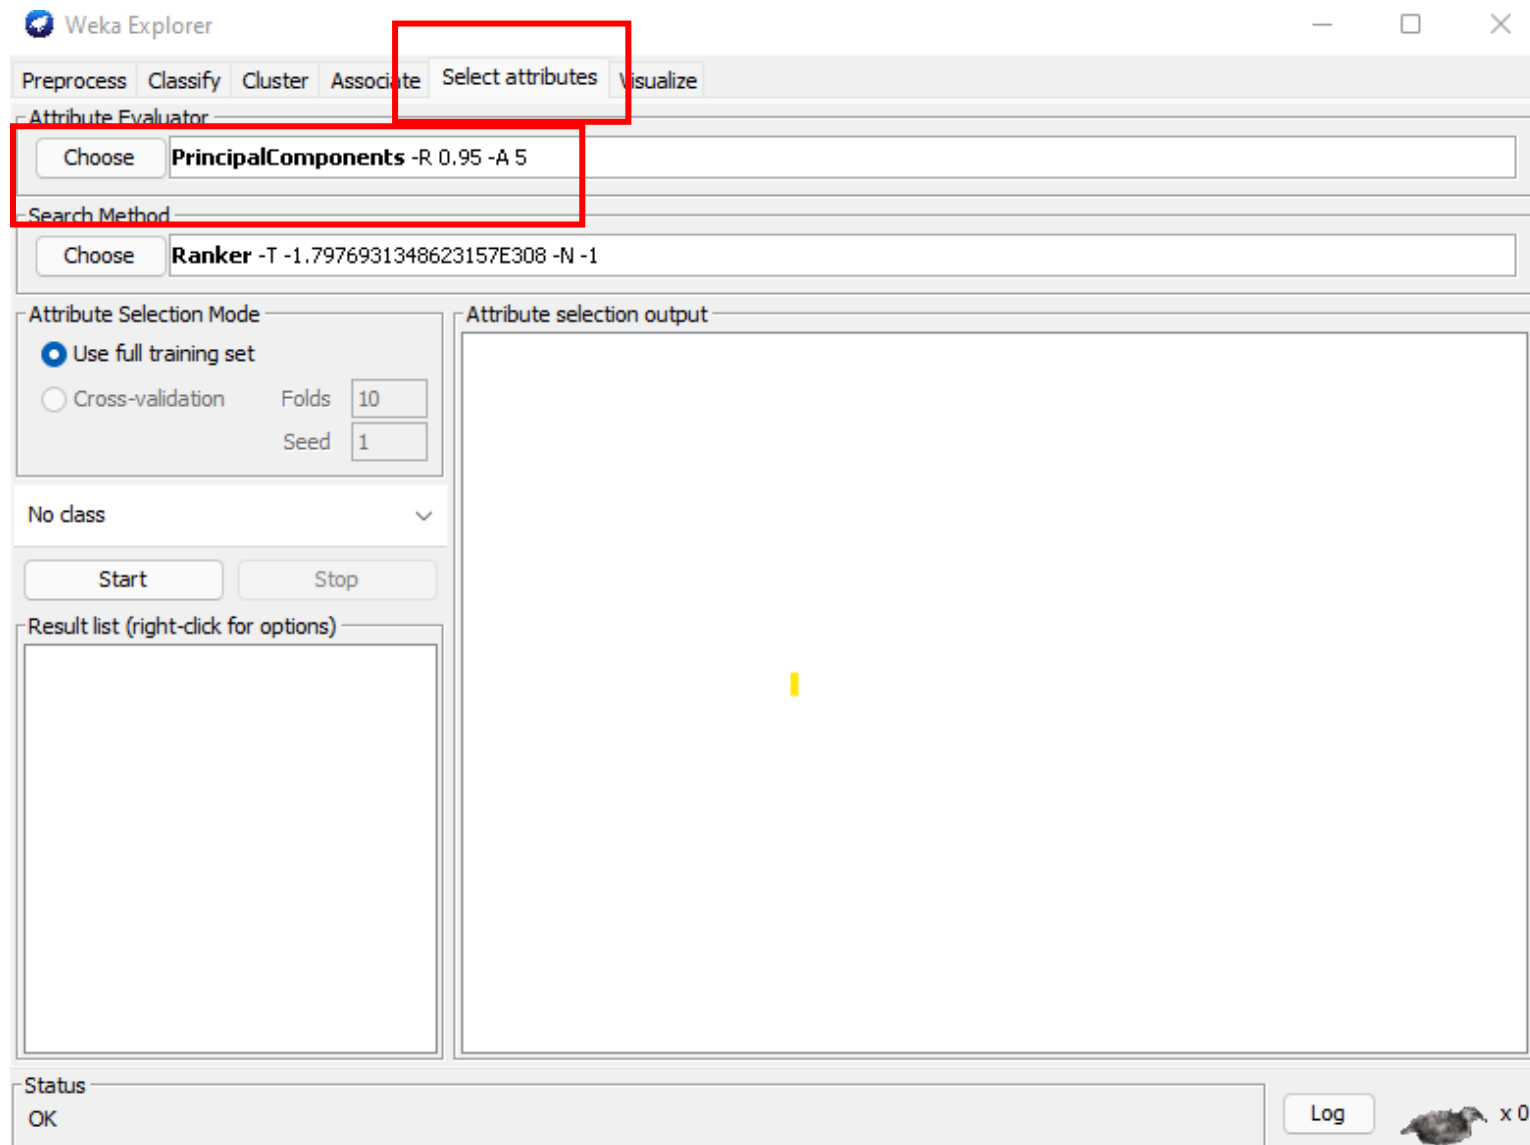 Weka Explorer
Preprocess Classify Cluster Associate Select attributes Visualize
Attribute Evaluator
Choose PrincipalComponents -R 0.95 -A 5
Search Method
Choose Ranker -T -1.7976931348623157E308 -N -1
Attribute Selection Mode
Use full training set
Cross-validation Folds 10
Seed 1
No class
Start Stop
Result list (right-click for options)
Attribute selection output
Status
OK
Log x 0